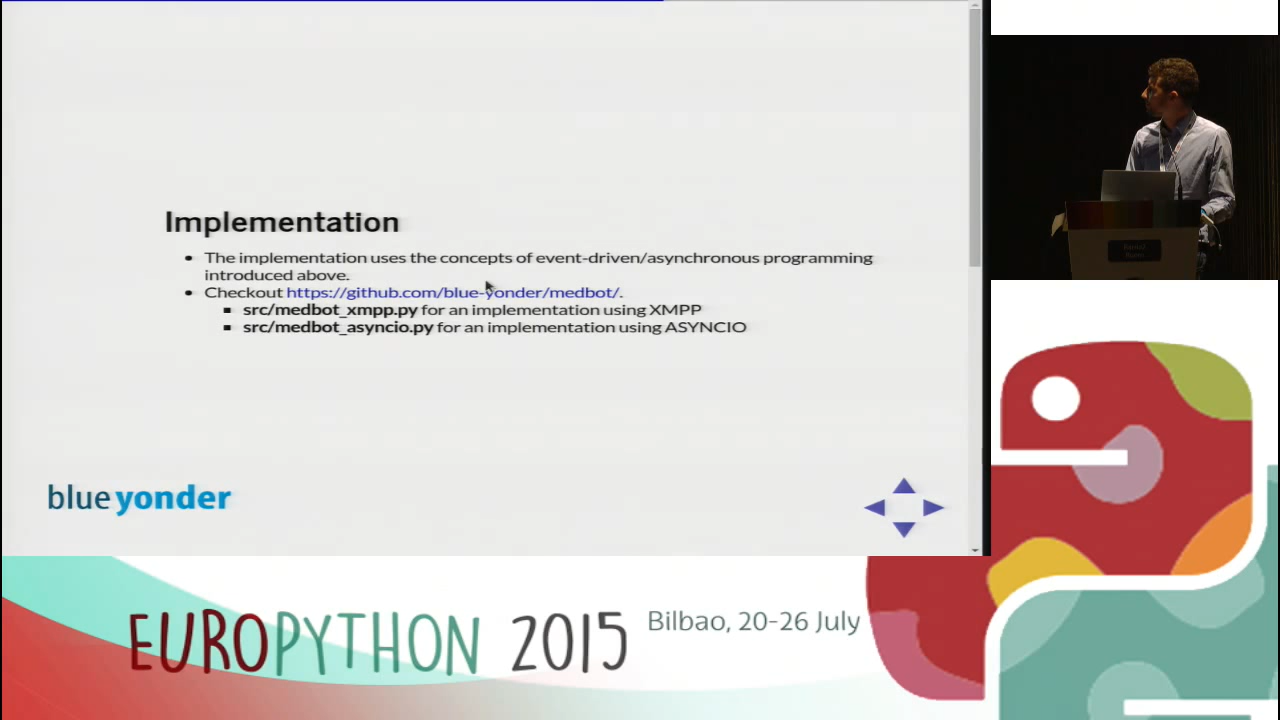 Implementation
The implementation uses the concepts of event-driven/asynchronous programming
introduced above.
Checkout https://github.com/blue-yonder/medbot/.
src/medbot_xmpp.py for an implementation using XMPP
src/medbot_asyncio.py for an implementation using ASYNCIO
blue yonder
EUROPYTHON 2015 Bilbao, 20-26 July